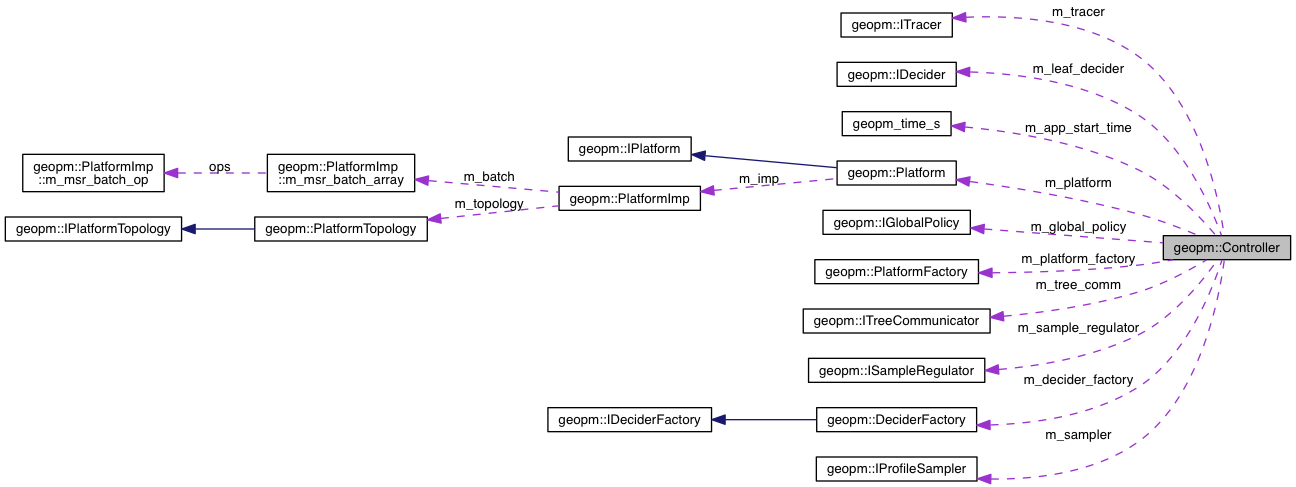 m_tracer
geopm::ITracer
m_leaf_decider
geopm::IDecider
geopm_time_s
m_app_start_time
geopm::IPlatform
geopm::PlatformImp
::m_msr_batch_op
ops
geopm::PlatformImp
::m_msr_batch_array
m_batch
m_imp
geopm::Platform
m_platform
geopm::PlatformImp
m_topology
geopm::IPlatformTopology
geopm::PlatformTopology
geopm::IGlobalPolicy
m_global_policy
geopm::Controller
m_platform_factory
geopm::PlatformFactory
m_tree_comm
geopm::ITreeCommunicator
m_sample_regulator
geopm::ISampleRegulator
m_decider_factory
geopm::IDeciderFactory
geopm::DeciderFactory
m_sampler
geopm::IProfileSampler